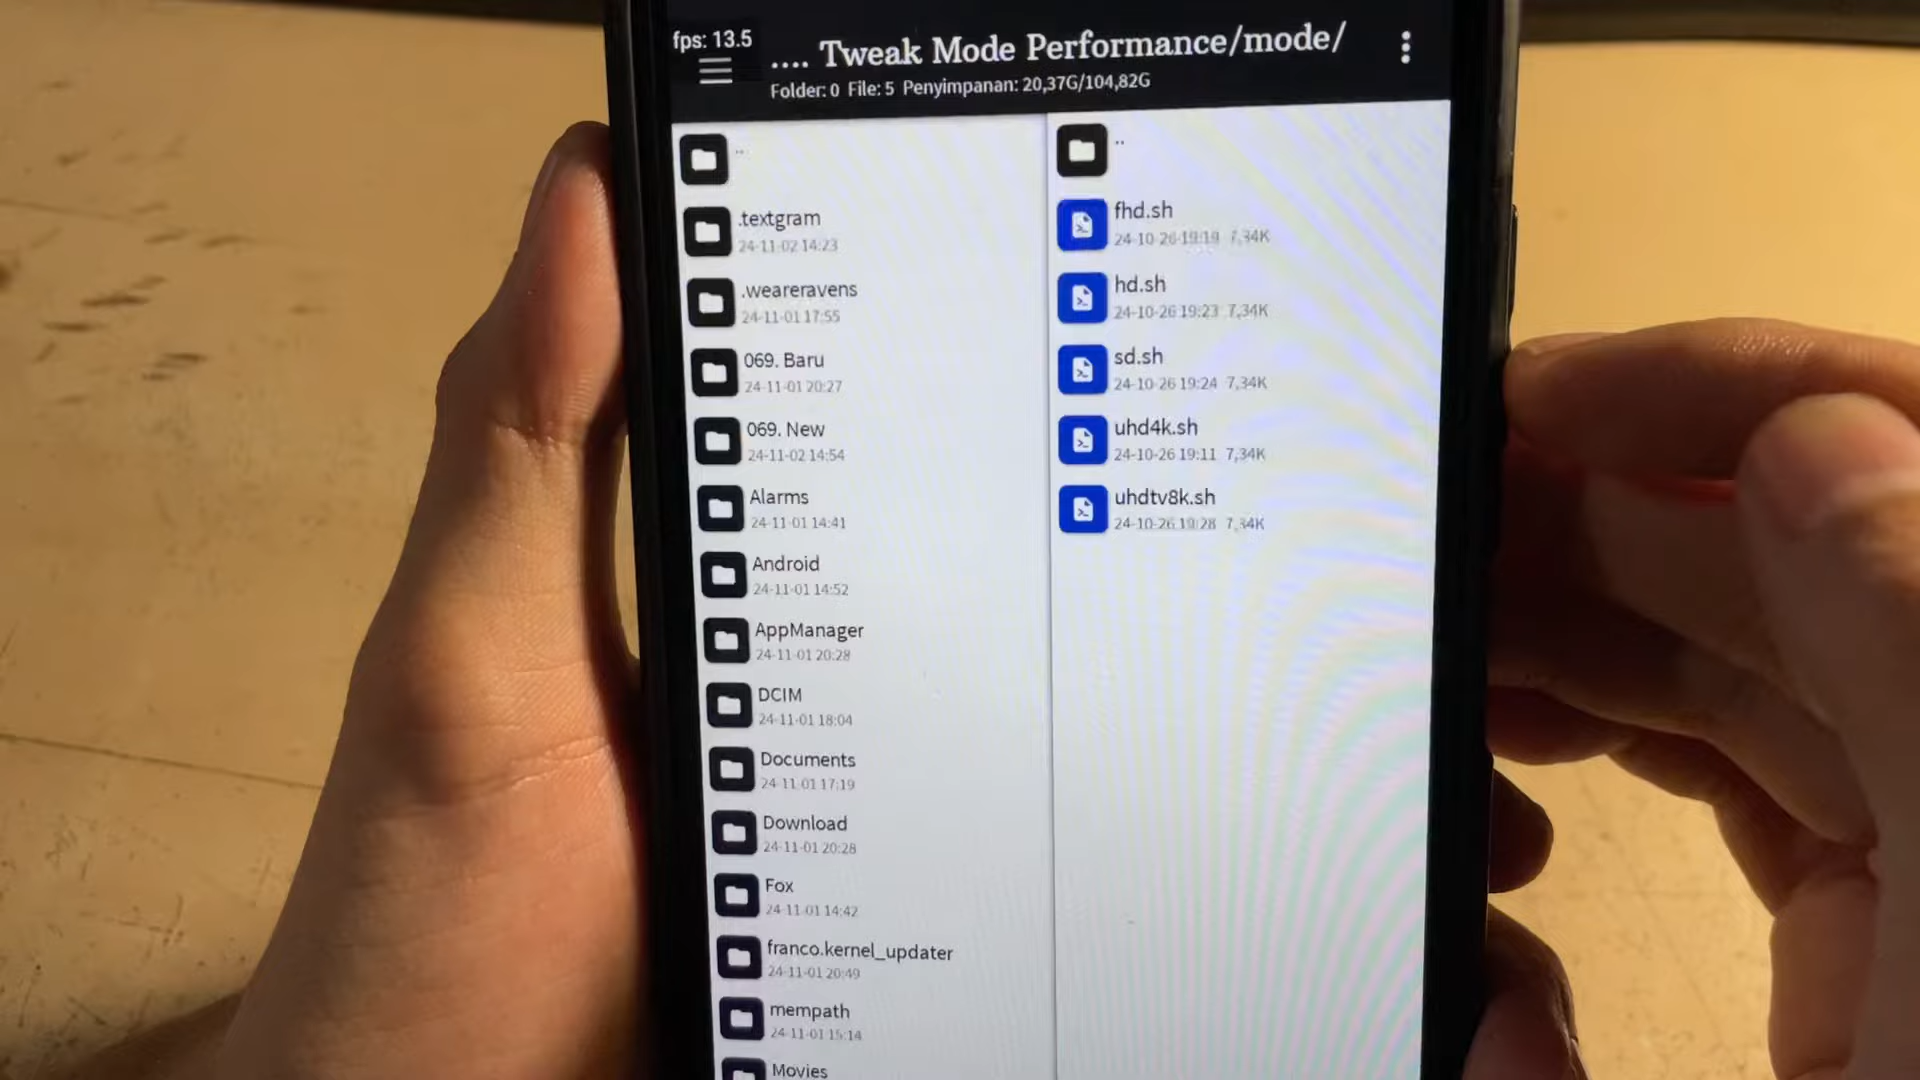 fps: 13.5
.... Tweak Mode Performance/mode/
Folder: 0 File: 5 Penyimpanan: 20,37G/104,82G
..
.textgram
24-11-02 14:23
.weareravens
24-11-01 17:55
069. Baru
24-11-01 20:27
069. New
24-11-02 14:54
Alarms
24-11-01 14:41
Android
24-11-01 14:52
AppManager
24-11-01 20:28
DCIM
24-11-01 18:04
Documents
24-11-01 17:19
Download
24-11-01 20:28
Fox
24-11-01 14:42
franco.kernel_updater
24-11-01 20:49
mempath
24-11-01 15:14
Movies
..
fhd.sh
24-10-26 19:19 7,34K
hd.sh
24-10-26 19:23 7,34K
sd.sh
24-10-26 19:24 7,34K
uhd4k.sh
24-10-26 19:11 7,34K
uhdtv8k.sh
24-10-26 19:28 7,34K